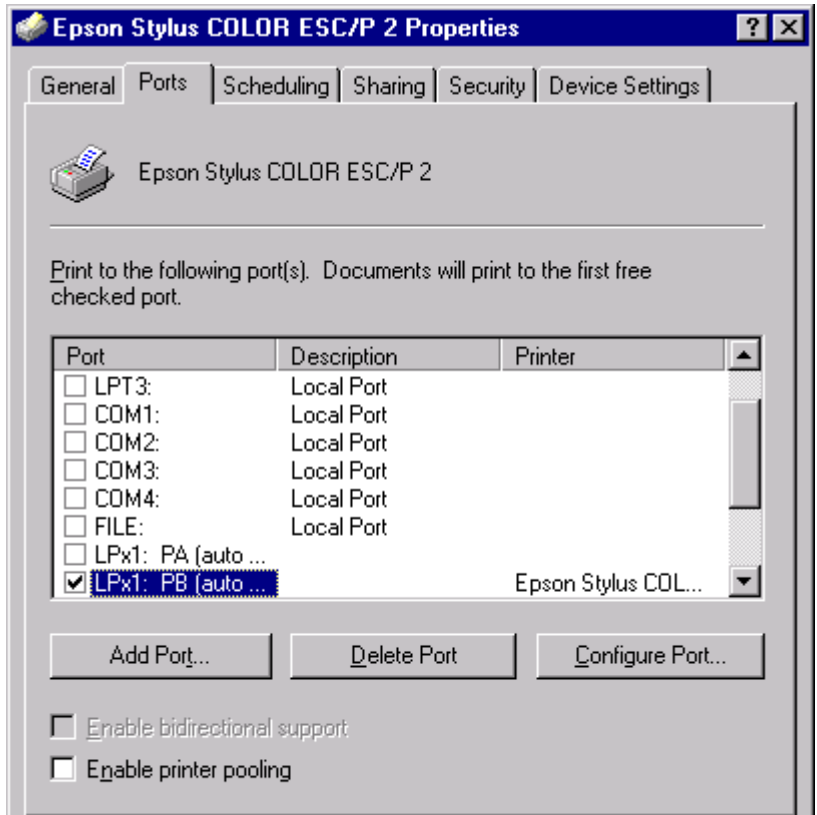 Epson Stylus COLOR ESC/P 2 Properties
General Ports Scheduling Sharing Security Device Settings
Epson Stylus COLOR ESC/P 2
Print to the following port(s). Documents will print to the first free
checked port.
Port Description Printer
LPT3: Local Port
COM1: Local Port
COM2: Local Port
COM3: Local Port
COM4: Local Port
FILE: Local Port
LPx1: PA (auto ...
LPx1: PB (auto ... Epson Stylus COL...
Add Port... Delete Port Configure Port...
Enable bidirectional support
Enable printer pooling